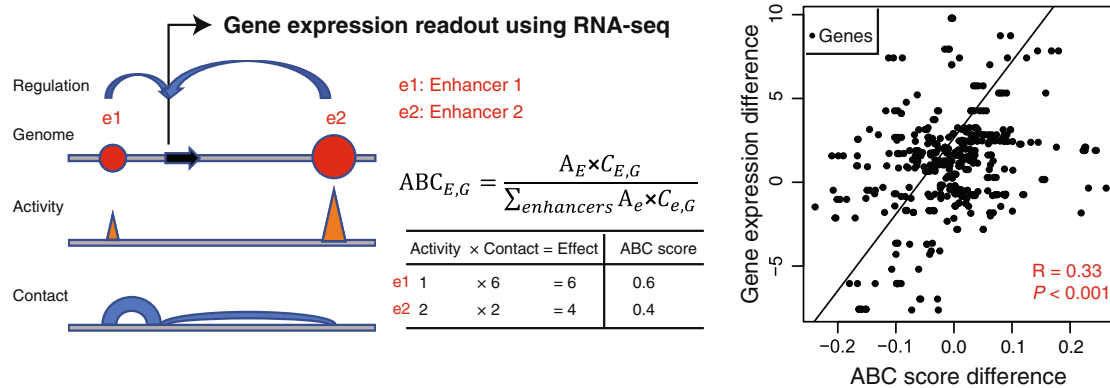 Gene expression readout using RNA-seq
Regulation
e1
e2
Genome
Activity
Contact
e1: Enhancer 1
e2: Enhancer 2
ABC_{E,G} = \frac{A_E×C_{E,G}}{\sum_{enhancers} A_e×C_{e,G}}
Activity × Contact = Effect ABC score
e1 1 × 6 = 6 0.6
e2 2 × 2 = 4 0.4
Genes
Gene expression difference
10
5
0
−5
R = 0.33
P < 0.001
−0.2 −0.1 0.0 0.1 0.2
ABC score difference